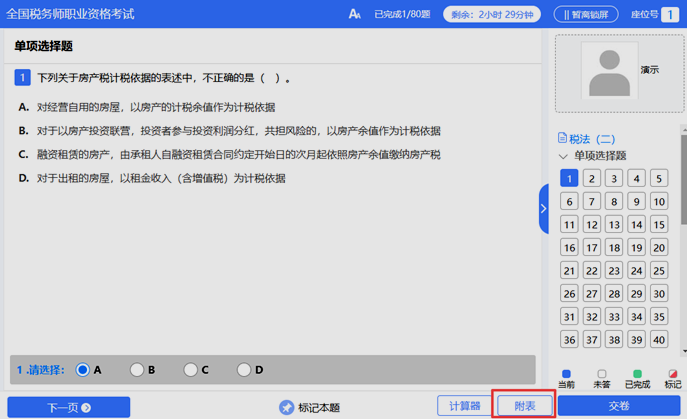 全国税务师职业资格考试
AA 已完成1/80题 剩余：2小时 29分钟 || 暂离锁屏 座位号 1
单项选择题
1 下列关于房产税计税依据的表述中，不正确的是（ ）。
A. 对经营自用的房屋，以房产的计税余值作为计税依据
B. 对于以房产投资联营，投资者参与投资利润分红，共担风险的，以房产余值作为计税依据
C. 融资租赁的房产，由承租人自融资租赁合同约定开始日的次月起依照房产余值缴纳房产税
D. 对于出租的房屋，以租金收入（含增值税）为计税依据
1 .请选择: A B C D
下一页 标记本题 计算器 附表
演示
税法（二）
单项选择题
1 2 3 4 5
6 7 8 9 10
11 12 13 14 15
16 17 18 19 20
21 22 23 24 25
26 27 28 29 30
31 32 33 34 35
36 37 38 39 40
当前 未答 已完成 标记
交卷